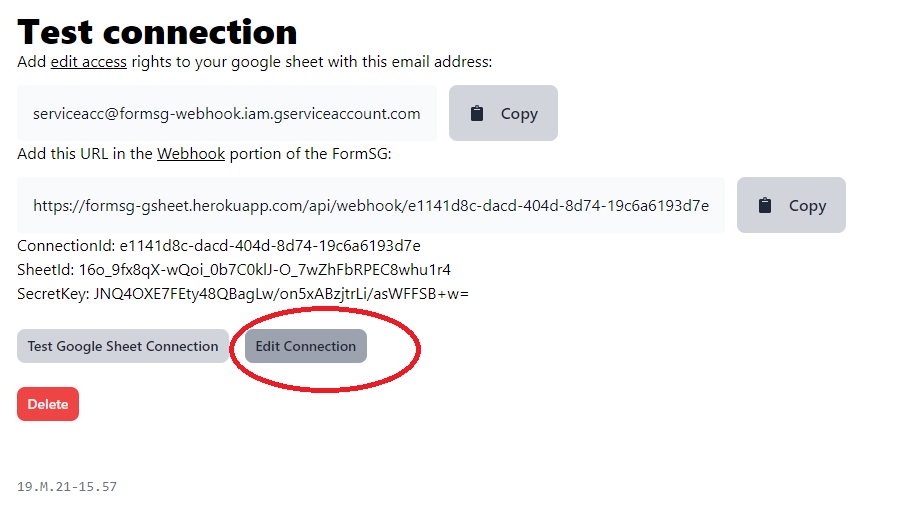 Test connection
Add edit access rights to your google sheet with this email address:
serviceacc@formsg-webhook.iam.gserviceaccount.com
Copy
Add this URL in the Webhook portion of the FormSG:
https://formsg-gsheet.herokuapp.com/api/webhook/e1141d8c-dacd-404d-8d74-19c6a6193d7e
Copy
ConnectionId: e1141d8c-dacd-404d-8d74-19c6a6193d7e
SheetId: 16o_9fx8qX-wQoi_0b7C0klJ-O_7wZhFbRPEC8whu1r4
SecretKey: JNQ4OXE7FEty48QBagLw/on5xABzjtrLi/asWFFSB+w=
Test Google Sheet Connection
Edit Connection
Delete
19.M.21-15.57